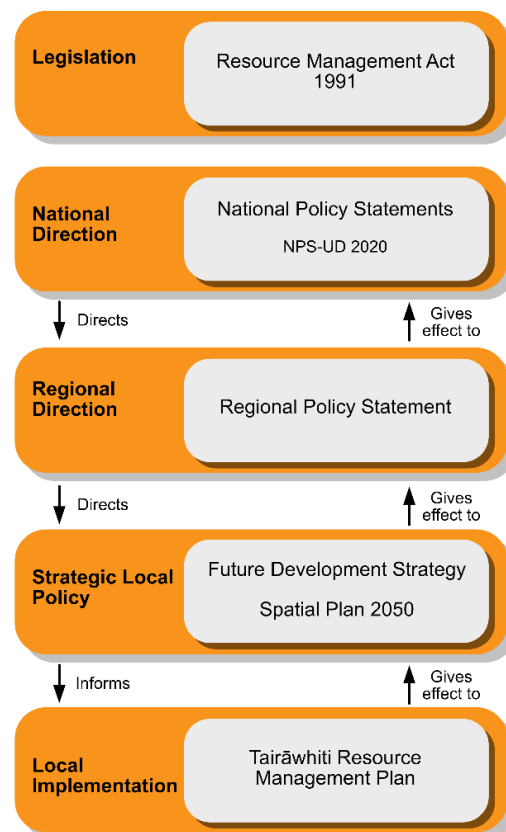 Legislation
Resource Management Act
1991
National
Direction
National Policy Statements
NPS-UD 2020
Directs
Gives
effect to
Regional
Direction
Regional Policy Statement
Directs
Gives
effect to
Strategic Local
Policy
Future Development Strategy
Spatial Plan 2050
Informs
Gives
effect to
Local
Implementation
Tairāwhiti Resource
Management Plan